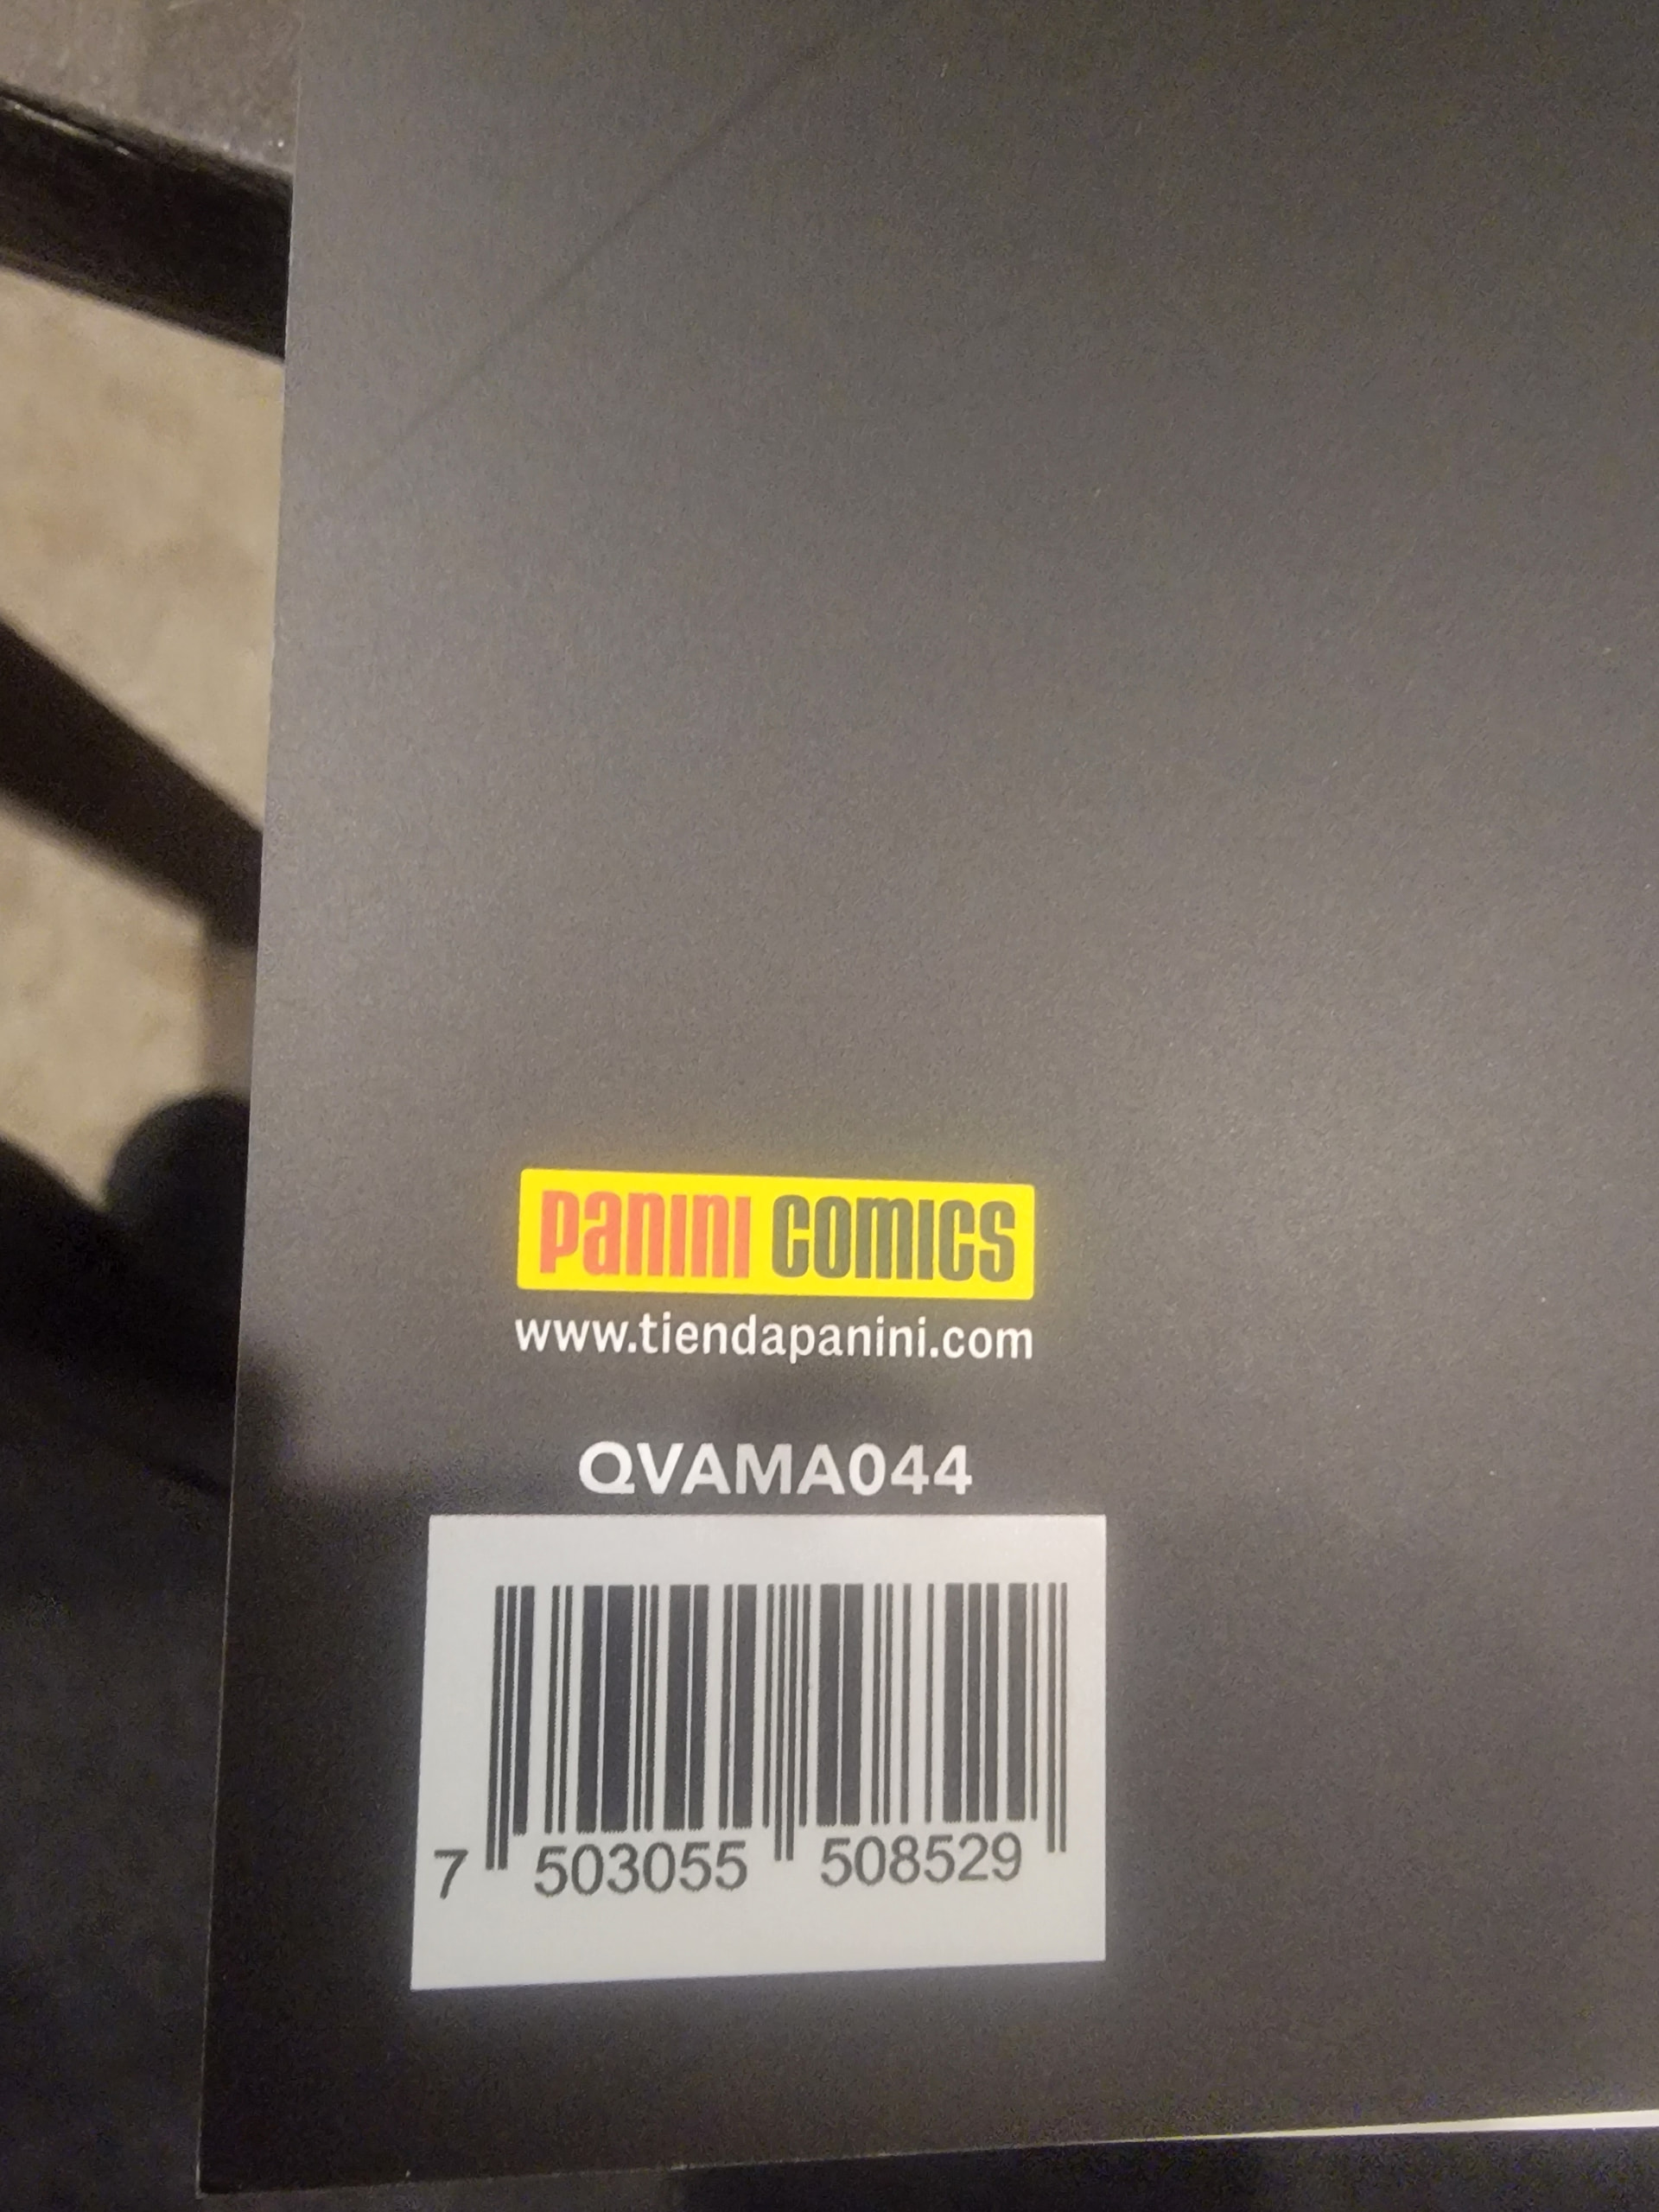 PANINI COMICS
www.tiendapanini.com
QVAMA044
7 503055 508529